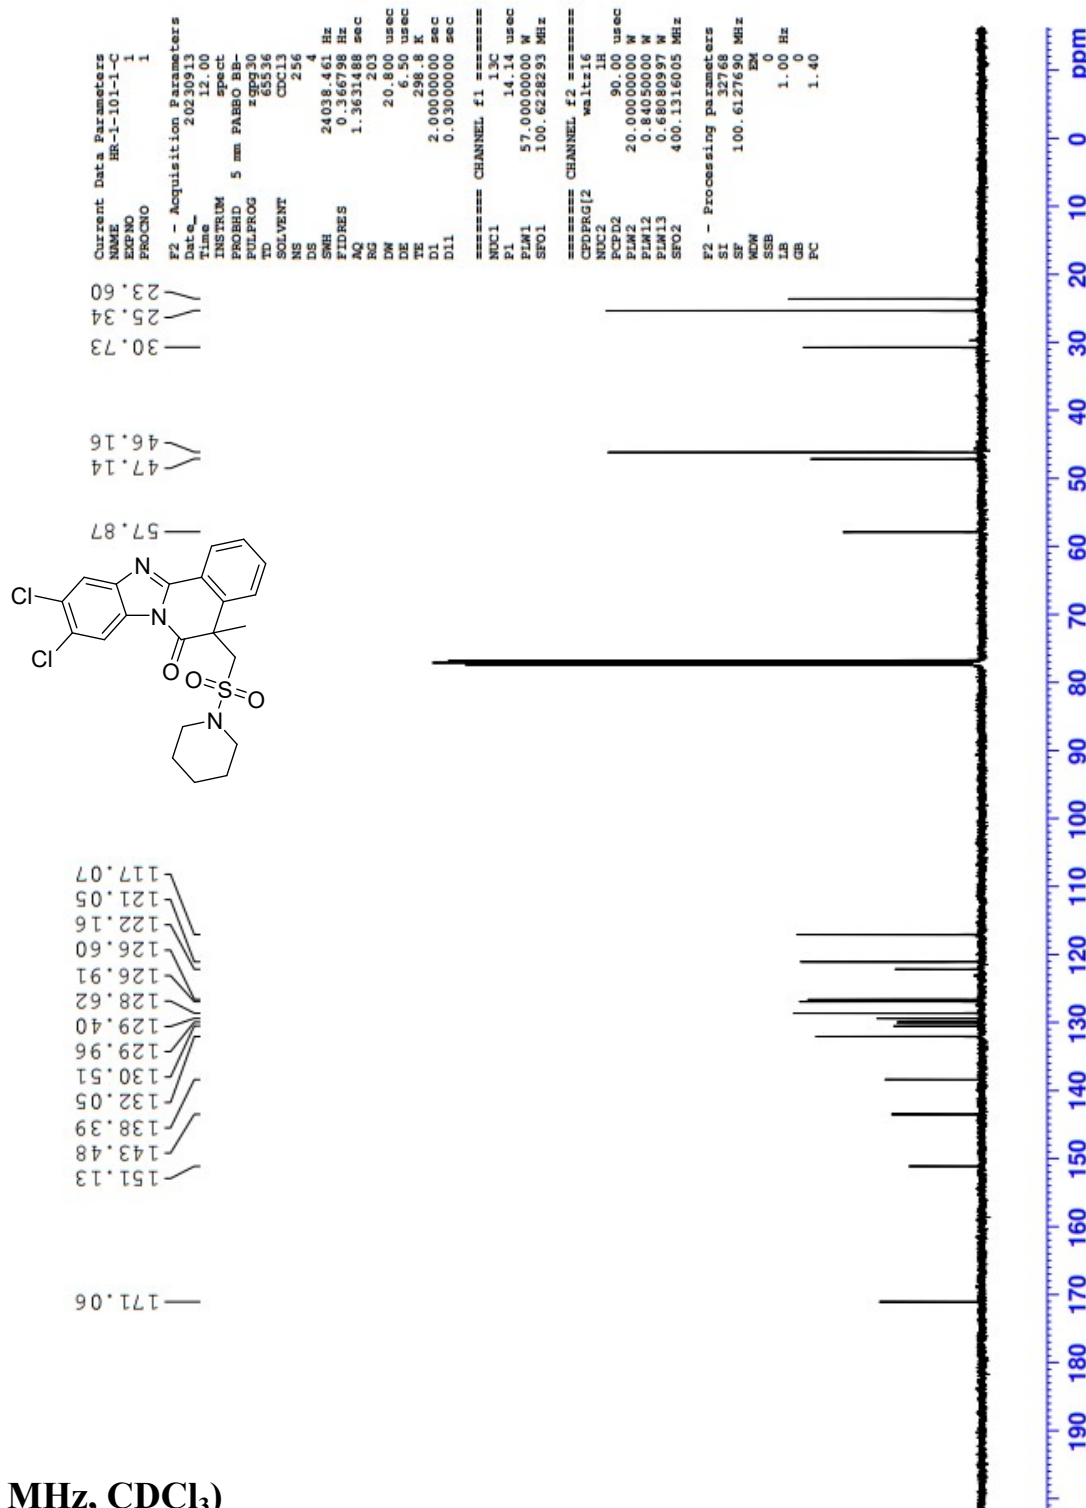 Current Data Parameters
NAME HR-1-101-1-C
EXPNO 1
PROCNO 1
F2 - Acquisition Parameters
Date_ 20230913
Time 12.00
INSTRUM spect
PROBHD 5 mm PABBO BB-
PULPROG zgpg30
TD 65536
SOLVENT CDCl3
NS 256
DS 4
SWH 24038.461 Hz
FIDRES 0.366798 Hz
AQ 1.3631488 sec
RG 203
DW 20.800 usec
DE 6.50 usec
TE 298.8 K
D1 2.00000000 sec
D11 0.03000000 sec
======== CHANNEL f1 ========
NUC1 13C
P1 14.14 usec
PLW1 57.00000000 W
SFO1 100.6228293 MHz
======== CHANNEL f2 ========
CPDPRG[2 waltz16
NUC2 1H
PCPD2 90.00 usec
PLW2 20.00000000 W
PLW12 0.84050000 W
PLW13 0.68080997 W
SFO2 400.1316005 MHz
F2 - Processing parameters
SI 32768
SF 100.6127690 MHz
WDW EM
SSB 0
LB 1.00 Hz
GB 0
PC 1.40
171.06
151.13
143.48
138.39
132.05
130.51
129.96
129.40
128.62
126.91
126.60
122.16
121.05
117.07
57.87
47.14
46.16
30.73
25.34
23.60
Cl
Cl
N
N
O
O
S
O
N
190 180 170 160 150 140 130 120 110 100 90 80 70 60 50 40 30 20 10 0 ppm
MHz, CDCl₃)